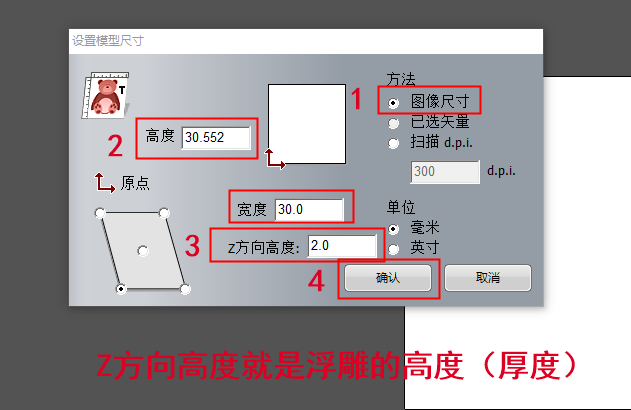 设置模型尺寸
T
方法
1
图像尺寸
已选矢量
2
高度 30.552
扫描 d.p.i.
300 d.p.i.
原点
宽度 30.0
单位
毫米
3
z方向高度: 2.0
英寸
4
确认
取消
Z方向高度就是浮雕的高度（厚度）